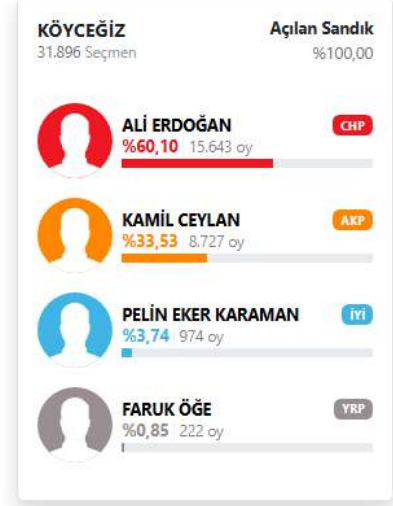 KÖYCEĞİZ Açılan Sandık
31.896 Seçmen %100,00
ALİ ERDOĞAN CHP
%60,10 15.643 oy
KAMİL CEYLAN AKP
%33,53 8.727 oy
PELİN EKER KARAMAN İYİ
%3,74 974 oy
FARUK ÖĞE YRP
%0,85 222 oy